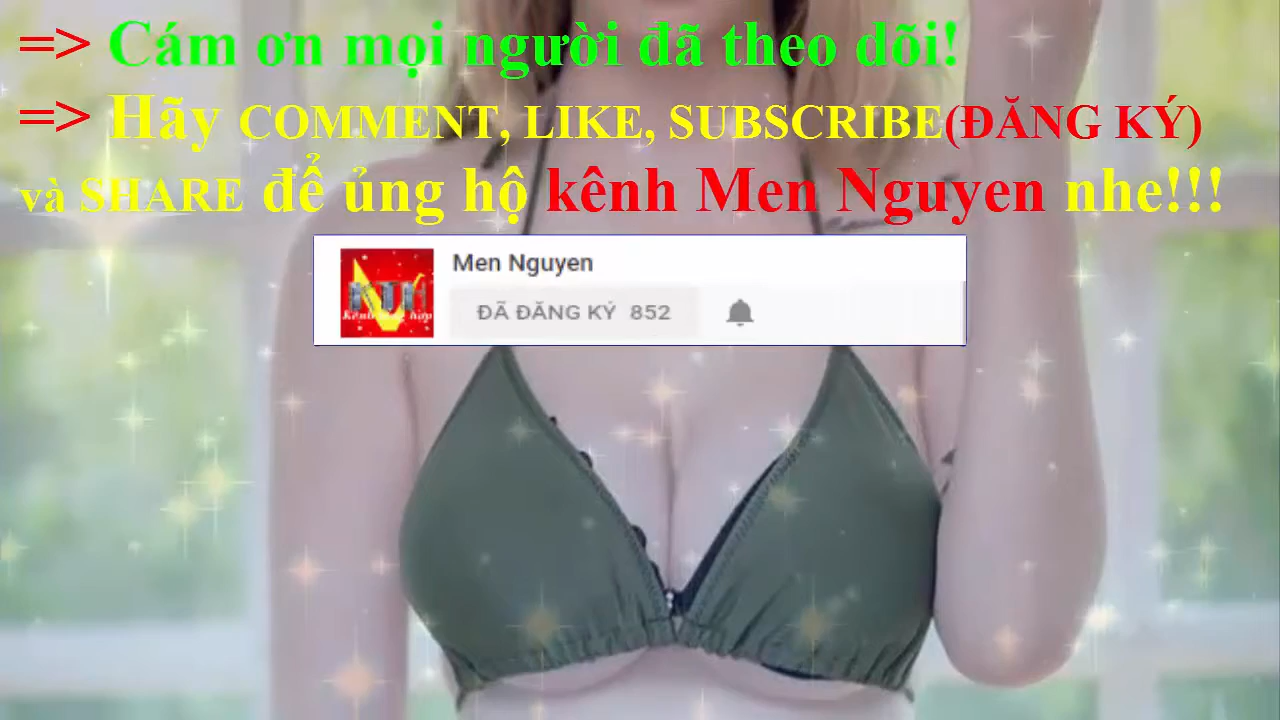 => Cám ơn mọi người đã theo dõi!
=> Hãy COMMENT, LIKE, SUBSCRIBE(ĐĂNG KÝ)
và SHARE để ủng hộ kênh Men Nguyen nhe!!!
Men Nguyen
ĐÃ ĐĂNG KÝ 852